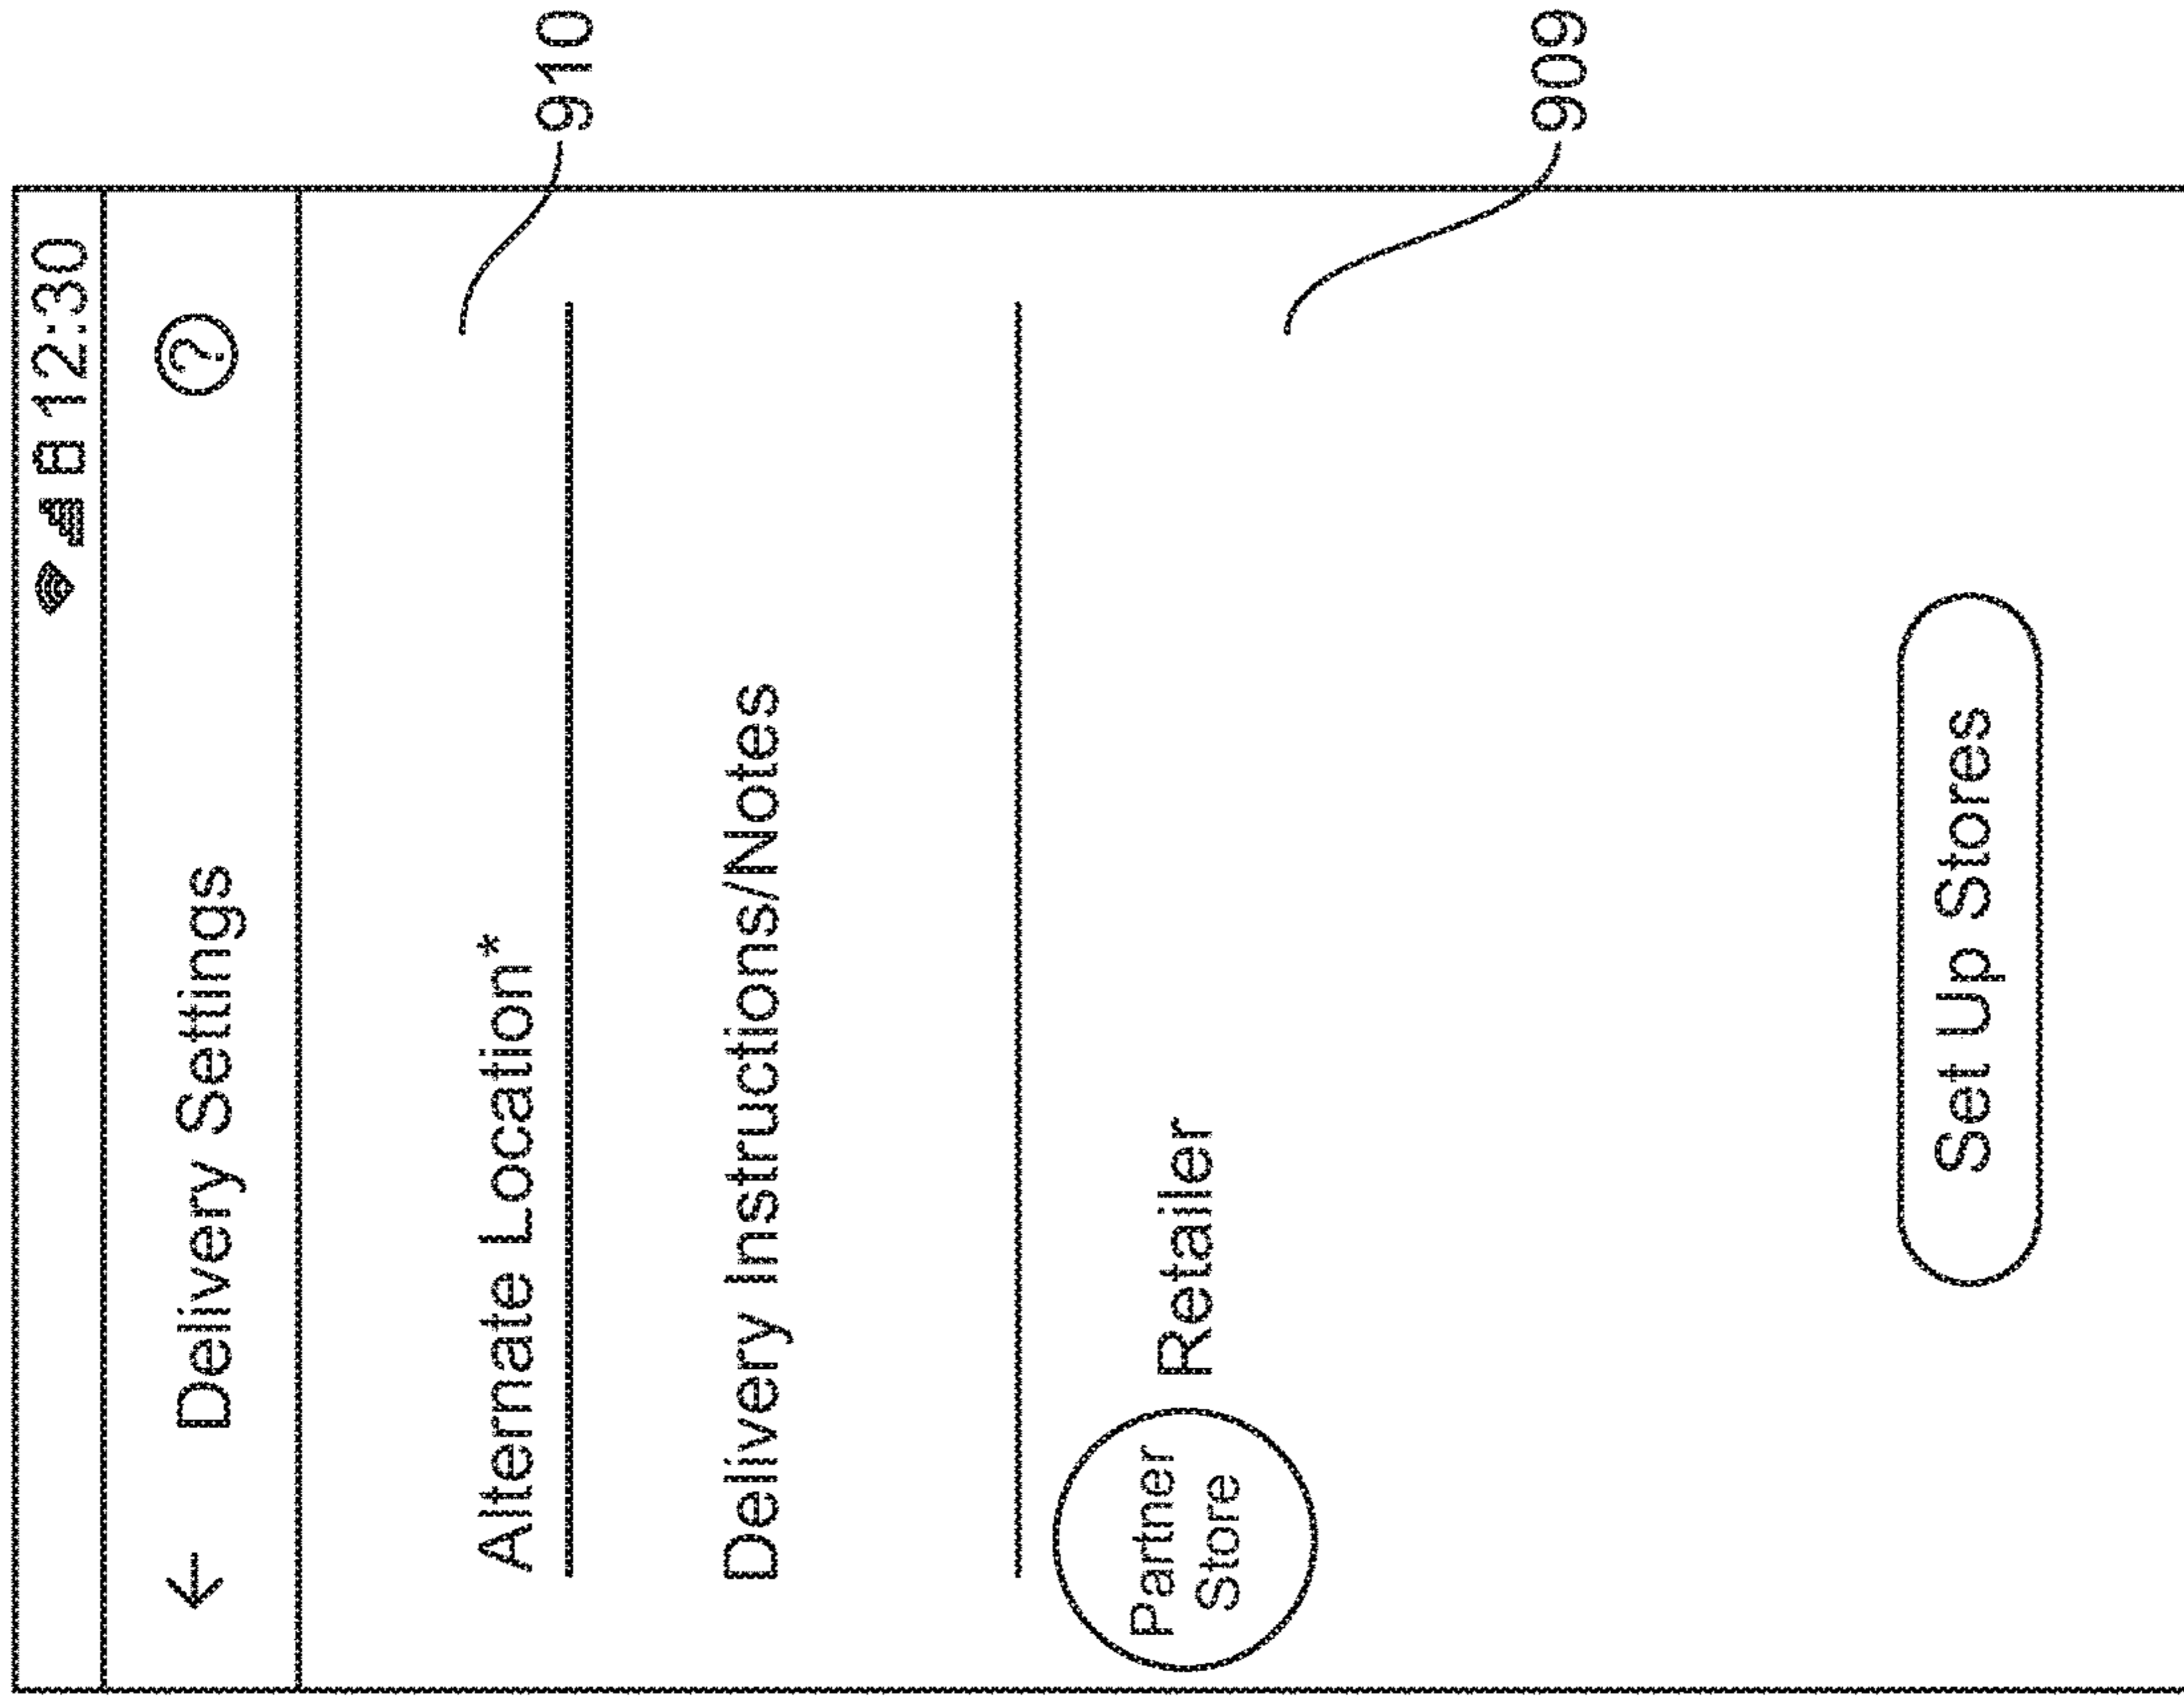 12:30
← Delivery Settings ?
910
Alternate Location*
Delivery Instructions/Notes
Partner
Store
Retailer
909
Set Up Stores